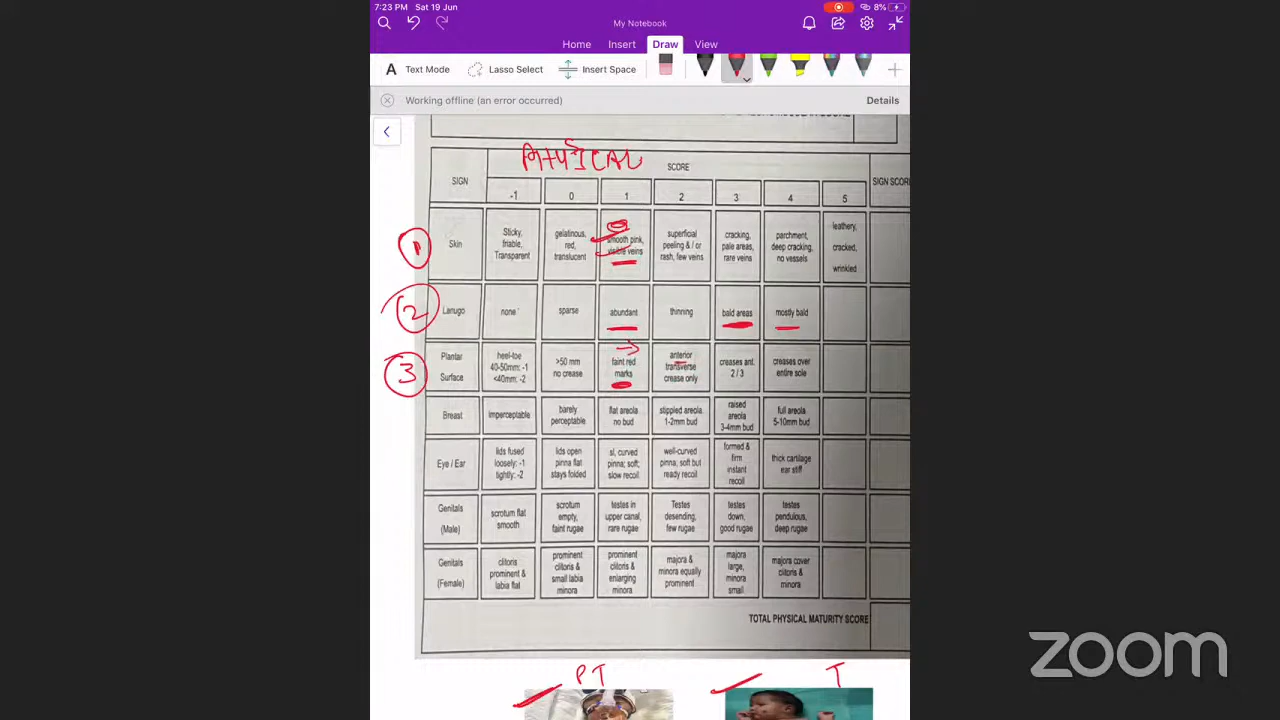 7:23 PM Sat 19 Jun
8%
My Notebook
Home Insert Draw View
A Text Mode Lasso Select Insert Space
Working offline (an error occurred) Details
PHYSICAL
SIGN SCORE SIGN SCORE
-1 0 1 2 3 4 5
1
Skin
Sticky, friable, Transparent
gelatinous, red, translucent
smooth pink, visible veins
superficial peeling & / or rash, few veins
cracking, pale areas, rare veins
parchment, deep cracking, no vessels
leathery, cracked, wrinkled
2
Lanugo
none
sparse
abundant
thinning
bald areas
mostly bald
3
Plantar Surface
heel-toe 40-50mm: -1 <40mm: -2
>50 mm no crease
faint red marks
anterior transverse crease only
creases ant. 2 / 3
creases over entire sole
Breast
imperceptable
barely perceptable
flat areola no bud
stippled areola 1-2mm bud
raised areola 3-4mm bud
full areola 5-10mm bud
Eye / Ear
lids fused loosely: -1 tightly: -2
lids open pinna flat stays folded
sl, curved pinna; soft; slow recoil
well-curved pinna; soft but ready recoil
formed & firm instant recoil
thick cartilage ear stiff
Genitals (Male)
scrotum flat smooth
scrotum empty, faint rugae
testes in upper canal, rare rugae
Testes desending, few rugae
testes down, good rugae
testes pendulous, deep rugae
Genitals (Female)
clitoris prominent & labia flat
prominent clitoris & small labia minora
prominent clitoris & enlarging minora
majora & minora equally prominent
majora large, minora small
majora cover clitoris & minora
TOTAL PHYSICAL MATURITY SCORE
PT T
zoom